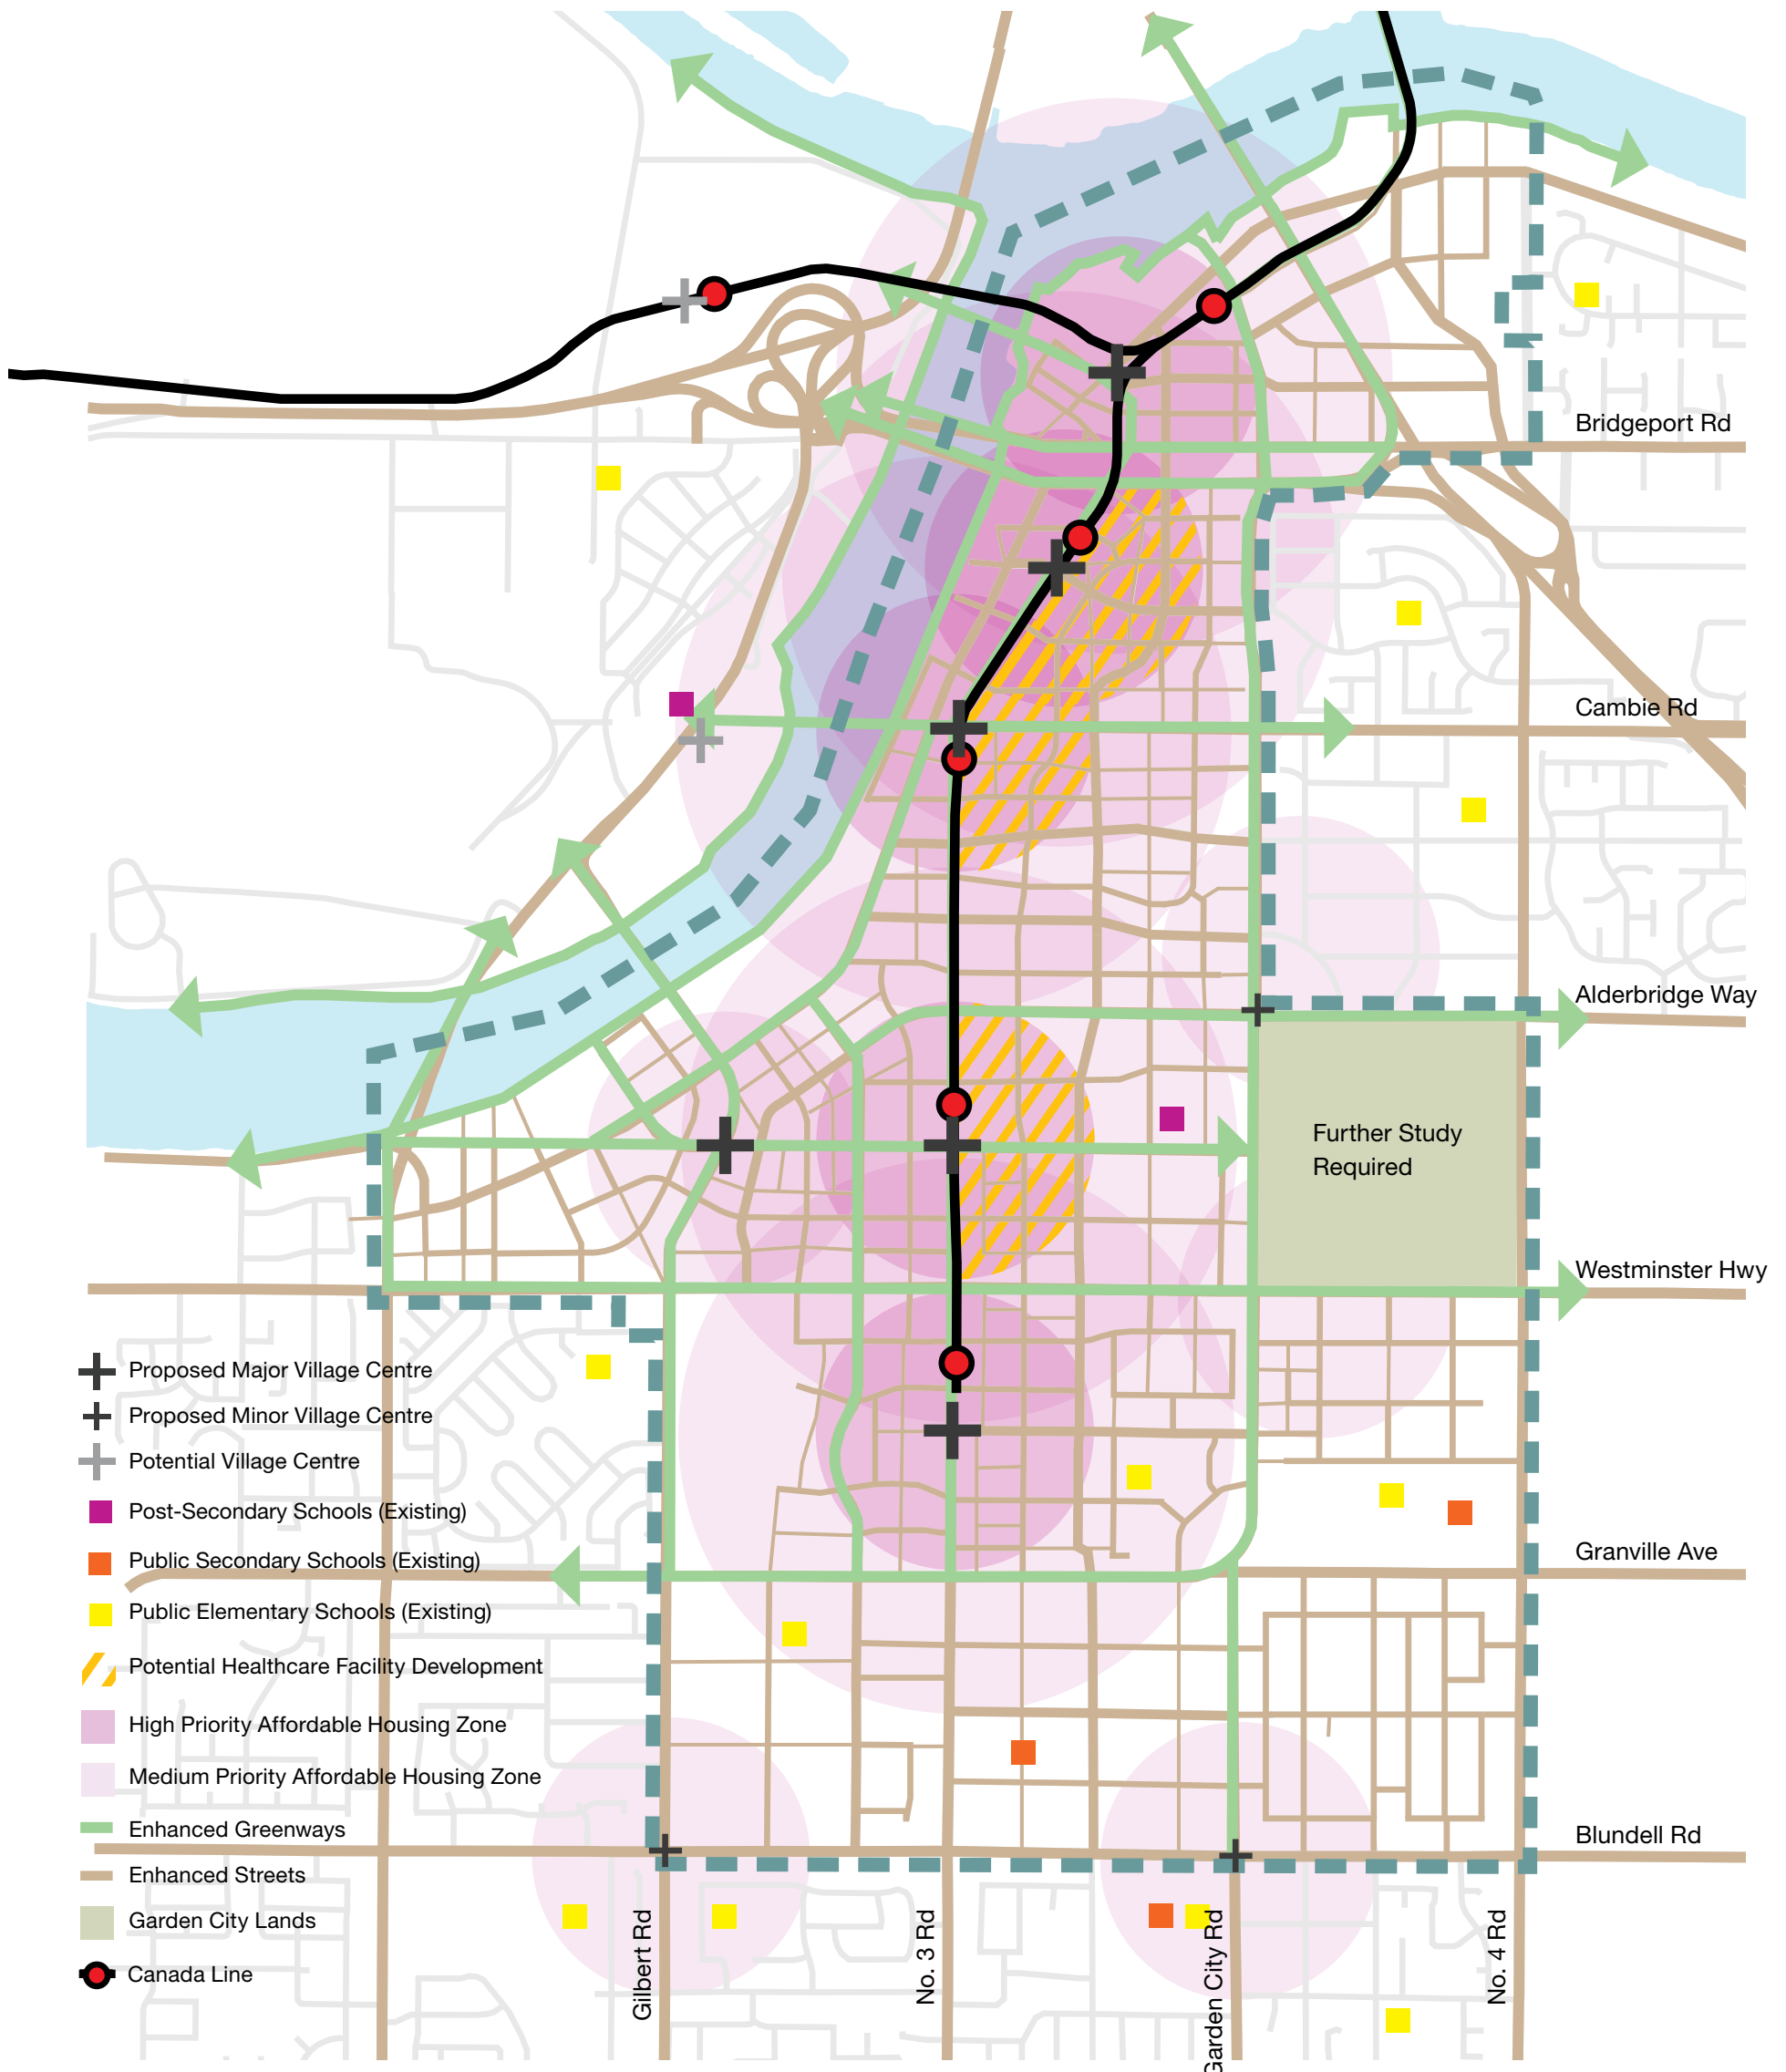 Bridgeport Rd
Cambie Rd
Alderbridge Way
Further Study
Required
Westminster Hwy
Proposed Major Village Centre
Proposed Minor Village Centre
Potential Village Centre
Post-Secondary Schools (Existing)
Public Secondary Schools (Existing)
Granville Ave
Public Elementary Schools (Existing)
Potential Healthcare Facility Development
High Priority Affordable Housing Zone
Medium Priority Affordable Housing Zone
Enhanced Greenways
Blundell Rd
Enhanced Streets
Garden City Lands
Canada Line
Gilbert Rd
No. 3 Rd
Garden City Rd
No. 4 Rd